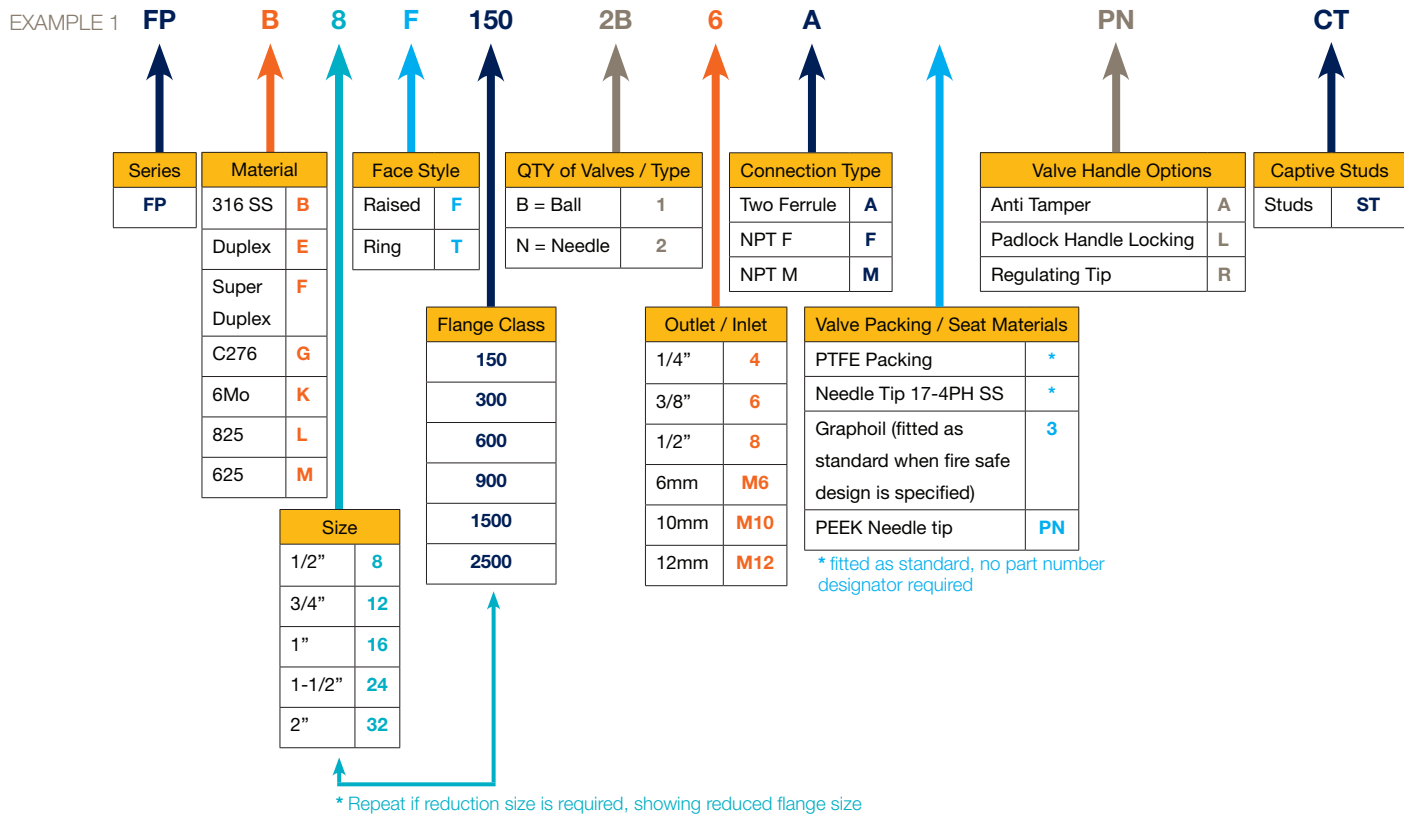 EXAMPLE 1 FP B 8 F 150 2B 6 A PN CT
Series
FP
Material
316 SS B
Duplex E
Super
Duplex F
C276 G
6Mo K
825 L
625 M
Size
1/2” 8
3/4” 12
1” 16
1-1/2” 24
2” 32
Face Style
Raised F
Ring T
Flange Class
150
300
600
900
1500
2500
QTY of Valves / Type
B = Ball 1
N = Needle 2
Outlet / Inlet
1/4” 4
3/8” 6
1/2” 8
6mm M6
10mm M10
12mm M12
Connection Type
Two Ferrule A
NPT F F
NPT M M
Valve Packing / Seat Materials
PTFE Packing *
Needle Tip 17-4PH SS *
Graphoil (fitted as 3
standard when fire safe
design is specified)
PEEK Needle tip PN
* fitted as standard, no part number
designator required
Valve Handle Options
Anti Tamper A
Padlock Handle Locking L
Regulating Tip R
Captive Studs
Studs ST
* Repeat if reduction size is required, showing reduced flange size